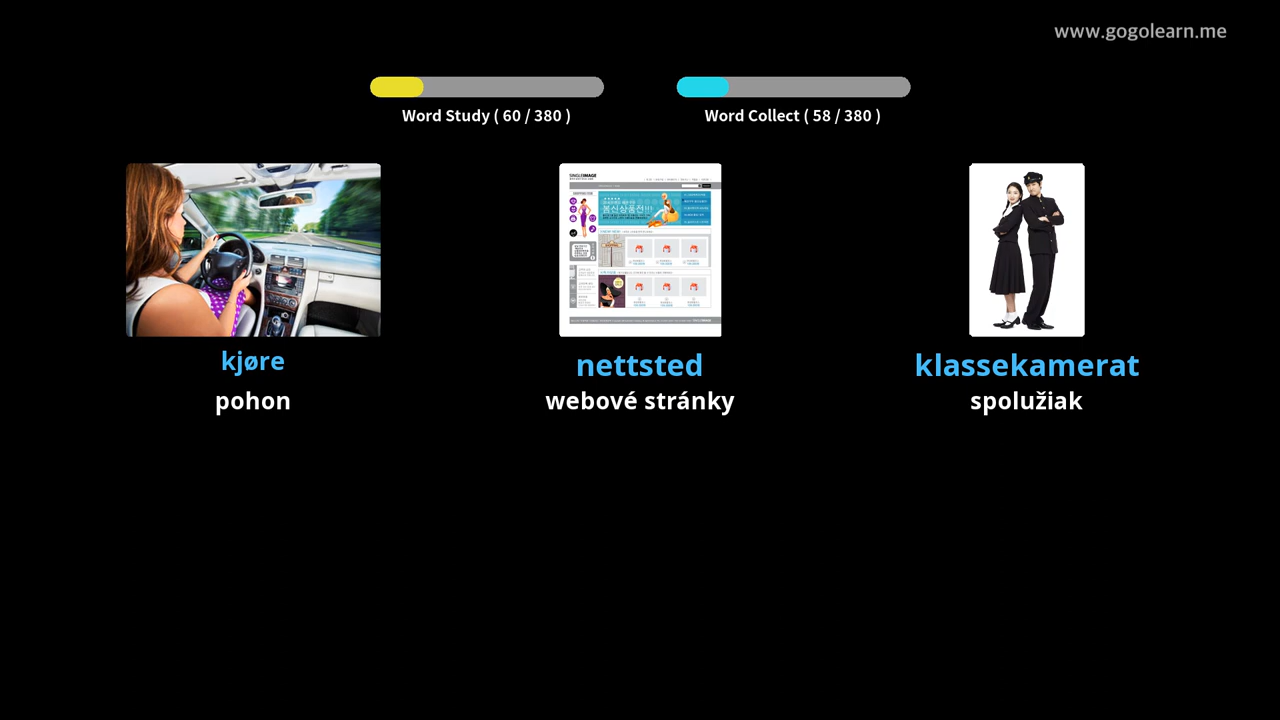 www.gogolearn.me
Word Study ( 60 / 380 )
Word Collect ( 58 / 380 )
kjøre
nettsted
klassekamerat
pohon
webové stránky
spolužiak